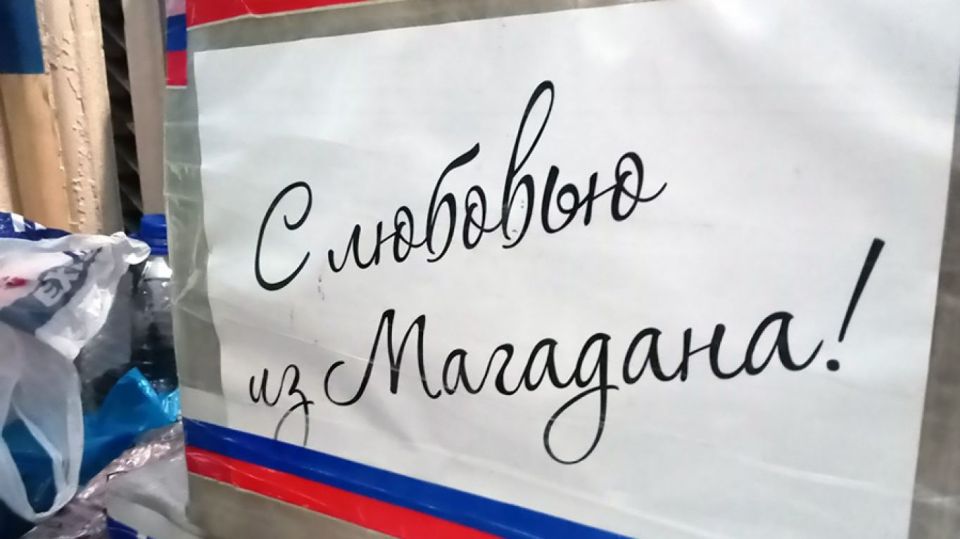 С любовью
из Магадана!